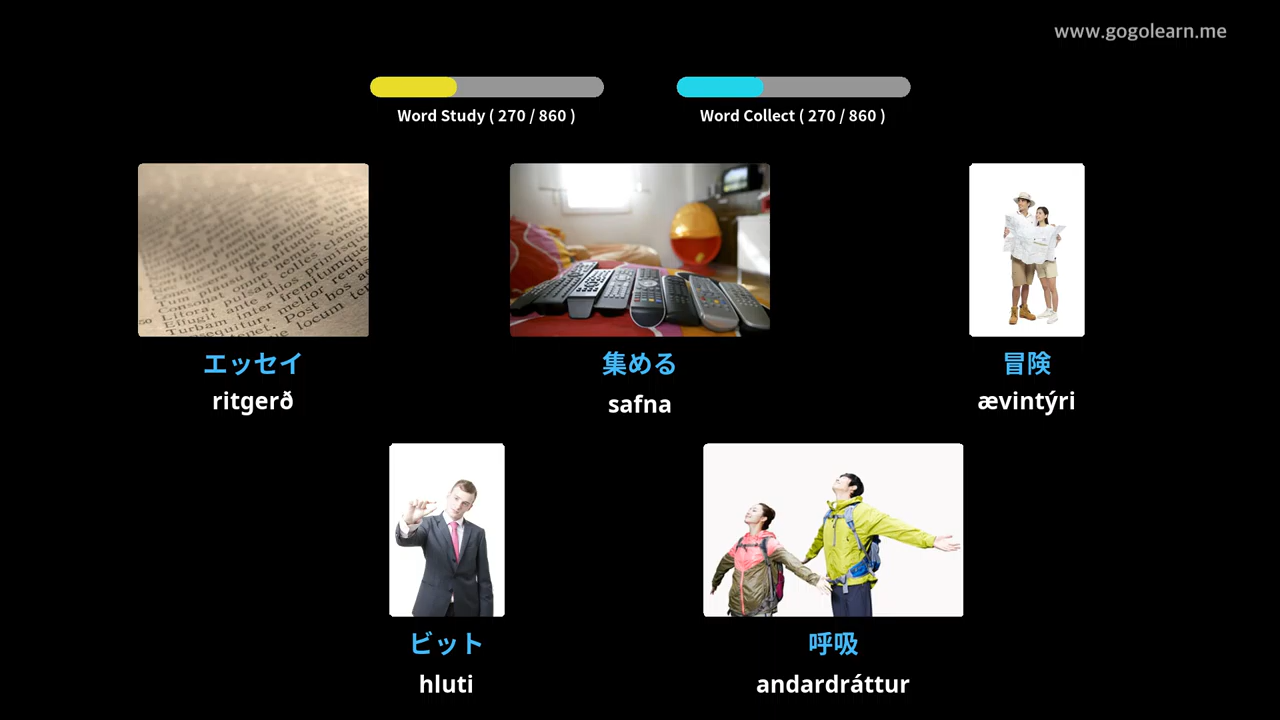 www.gogolearn.me
Word Study ( 270 / 860 )
Word Collect ( 270 / 860 )
エッセイ
ritgerð
集める
safna
冒険
ævintýri
ビット
hluti
呼吸
andardráttur